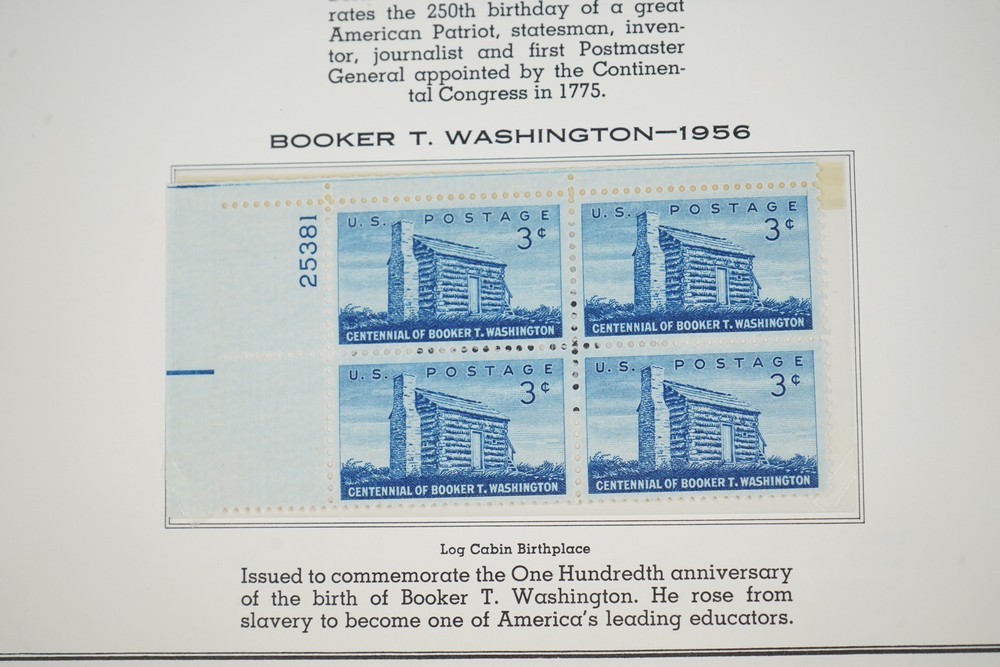 rates the 250th birthday of a great
American Patriot, statesman, inven-
tor, journalist and first Postmaster
General appointed by the Continen-
tal Congress in 1775.
BOOKER T. WASHINGTON—1956
25381
U.S. POSTAGE
3¢
CENTENNIAL OF BOOKER T. WASHINGTON
U.S. POSTAGE
3¢
CENTENNIAL OF BOOKER T. WASHINGTON
U.S. POSTAGE
3¢
CENTENNIAL OF BOOKER T. WASHINGTON
U.S. POSTAGE
3¢
CENTENNIAL OF BOOKER T. WASHINGTON
Log Cabin Birthplace
Issued to commemorate the One Hundredth anniversary
of the birth of Booker T. Washington. He rose from
slavery to become one of America's leading educators.